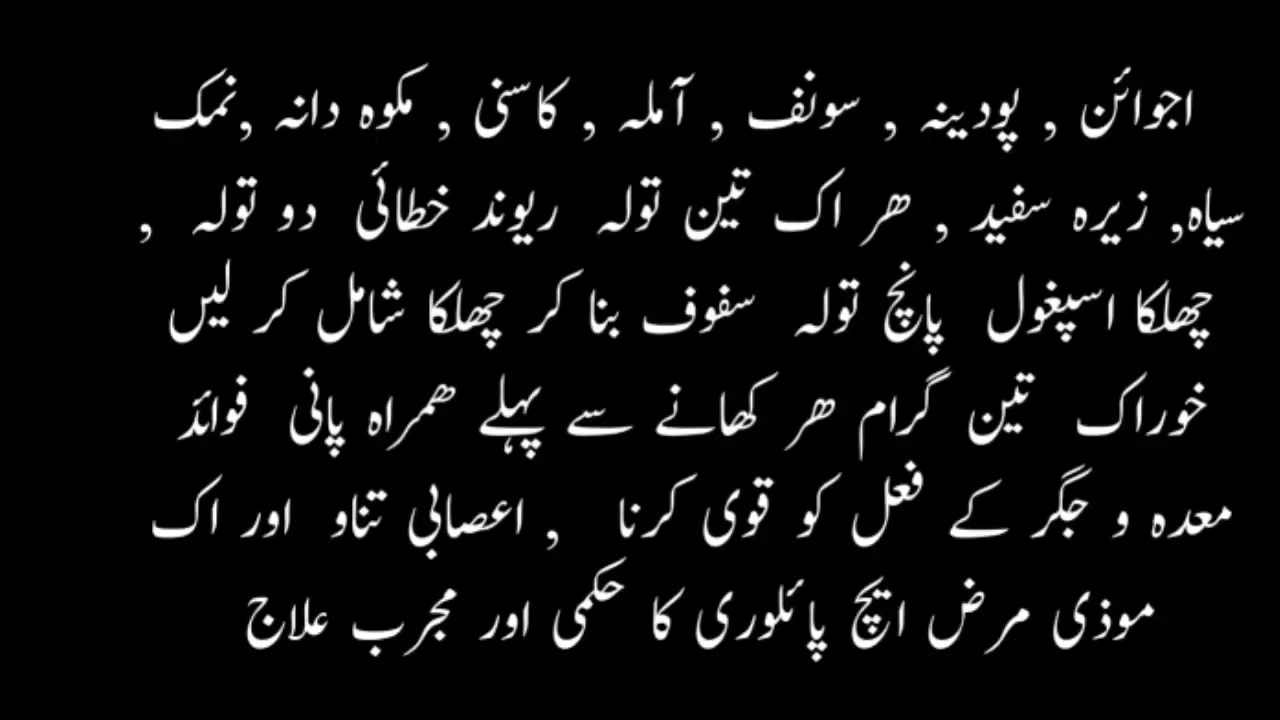 اجوائن , پودینہ , سونف , آملہ , کاسنی , مکوہ دانہ ,نمک
سیاہ, زیرہ سفید , ھر اک تین تولہ ریوند خطائی دو تولہ ,
چھلکا اسپغول پانچ تولہ سفوف بنا کر چھلکا شامل کر لیں
خوراک تین گرام ھر کھانے سے پہلے ھمراہ پانی فوائد
معدہ و جگر کے فعل کو قوی کرنا , اعصابی تناو اور اک
موذی مرض ایچ پائلوری کا حکمی اور مجرب علاج